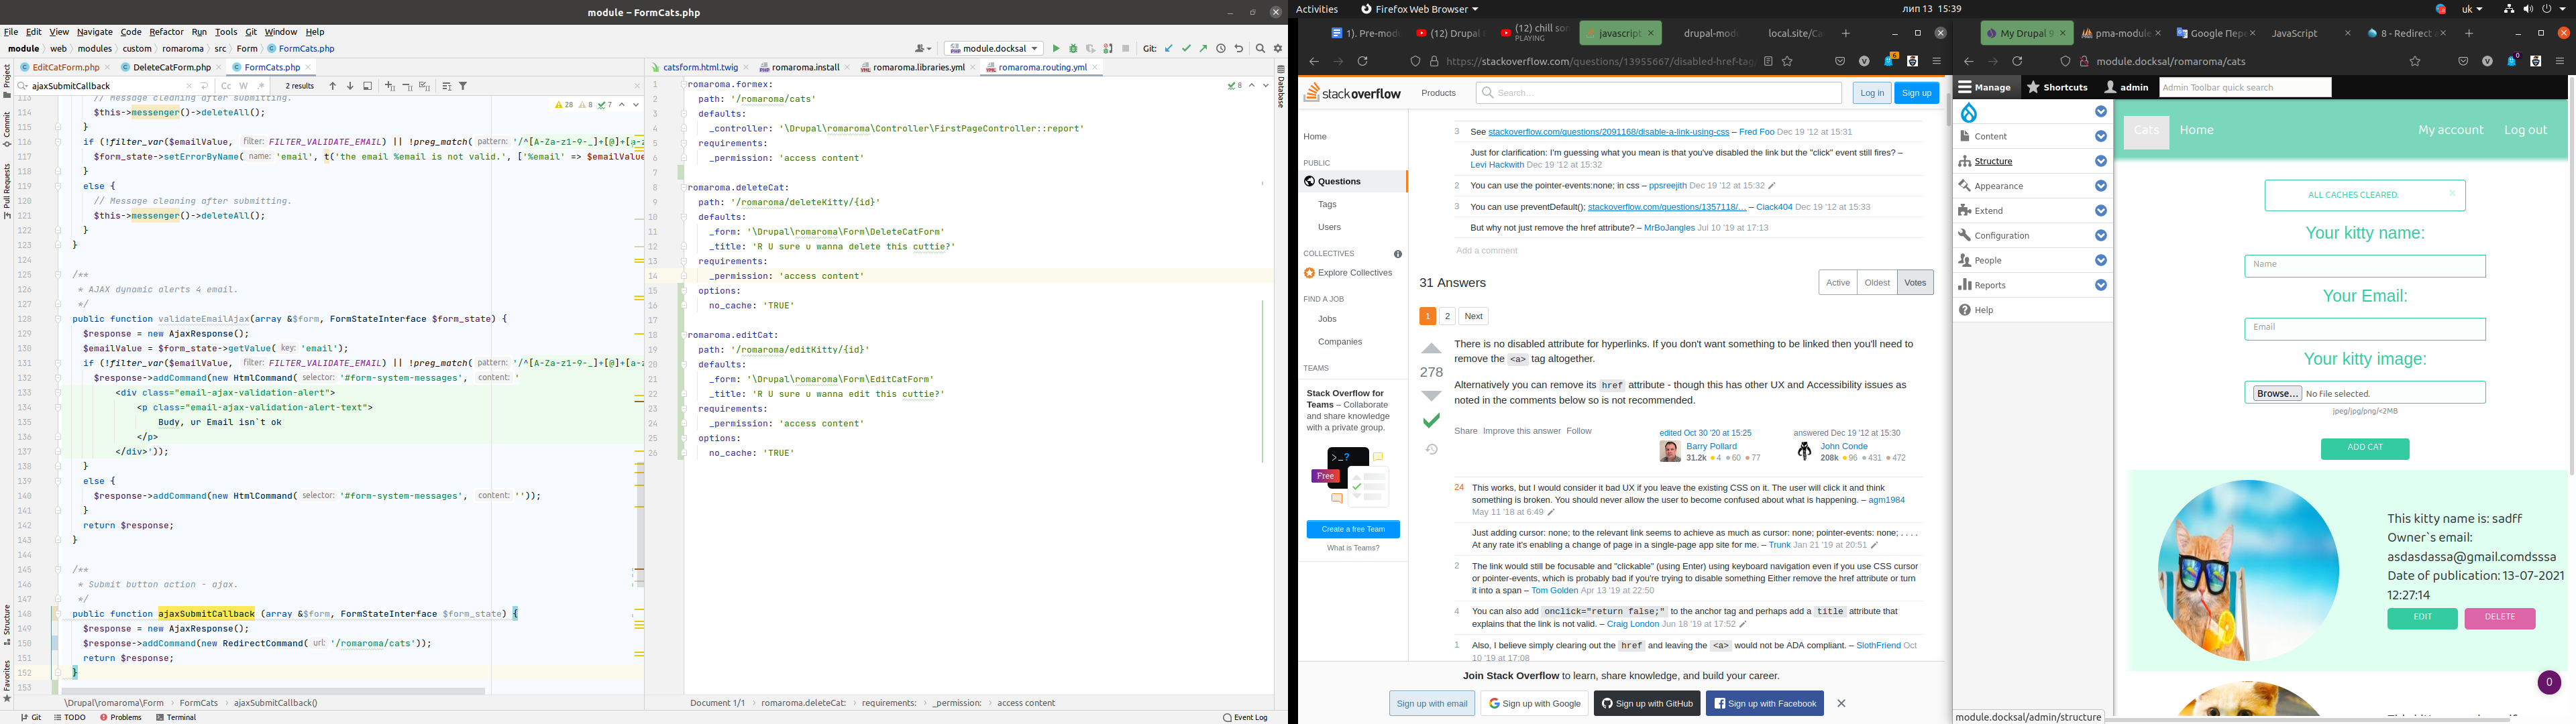 module – FormCats.php
File Edit View Navigate Code Refactor Run Tools Git Window Help
module › web › modules › custom › romaroma › src › Form › FormCats.php
module.docksal
Git:
EditCatForm.php DeleteCatForm.php FormCats.php
ajaxSubmitCallback
Cc W .* 2 results
28 8 7
113 // Message cleaning after submitting.
114 $this->messenger()->deleteAll();
115 }
116 if (!filter_var($emailValue, filter: FILTER_VALIDATE_EMAIL) || !preg_match( pattern: '/^[A-Za-z1-9-_]+[@]+[a-z
117 $form_state->setErrorByName( name: 'email', t('the email %email is not valid.', ['%email' => $emailValue
118 }
119 else {
120 // Message cleaning after submitting.
121 $this->messenger()->deleteAll();
122 }
123 }
124
125 /**
126 * AJAX dynamic alerts 4 email.
127 */
128 public function validateEmailAjax(array &$form, FormStateInterface $form_state) {
129 $response = new AjaxResponse();
130 $emailValue = $form_state->getValue( key: 'email');
131 if (!filter_var($emailValue, filter: FILTER_VALIDATE_EMAIL) || !preg_match( pattern: '/^[A-Za-z1-9-_]+[@]+[a-z
132 $response->addCommand(new HtmlCommand( selector: '#form-system-messages', content: '
133 <div class="email-ajax-validation-alert">
134 <p class="email-ajax-validation-alert-text">
135 Budy, ur Email isn`t ok
136 </p>
137 </div>'));
138 }
139 else {
140 $response->addCommand(new HtmlCommand( selector: '#form-system-messages', content: ''));
141 }
142 return $response;
143 }
144
145 /**
146 * Submit button action - ajax.
147 */
148 public function ajaxSubmitCallback (array &$form, FormStateInterface $form_state) {
149 $response = new AjaxResponse();
150 $response->addCommand(new RedirectCommand( url: '/romaroma/cats'));
151 return $response;
152 }
153
\Drupal\romaroma\Form › FormCats › ajaxSubmitCallback()
Project
Commit
Pull Requests
Structure
Favorites
Git TODO Problems Terminal
catsform.html.twig romaroma.install romaroma.libraries.yml romaroma.routing.yml
8
1 romaroma.formex:
2 path: '/romaroma/cats'
3 defaults:
4 _controller: '\Drupal\romaroma\Controller\FirstPageController::report'
5 requirements:
6 _permission: 'access content'
7
8 romaroma.deleteCat:
9 path: '/romaroma/deleteKitty/{id}'
10 defaults:
11 _form: '\Drupal\romaroma\Form\DeleteCatForm'
12 _title: 'R U sure u wanna delete this cuttie?'
13 requirements:
14 _permission: 'access content'
15 options:
16 no_cache: 'TRUE'
17
18 romaroma.editCat:
19 path: '/romaroma/editKitty/{id}'
20 defaults:
21 _form: '\Drupal\romaroma\Form\EditCatForm'
22 _title: 'R U sure u wanna edit this cuttie?'
23 requirements:
24 _permission: 'access content'
25 options:
26 no_cache: 'TRUE'
Document 1/1 › romaroma.deleteCat: › requirements: › _permission: › access content
Database
Event Log
Activities Firefox Web Browser лип 13 15:39 uk
1). Pre-mod (12) Drupal (12) chill son javascript drupal-mod local.site/Ca
PLAYING
https://stackoverflow.com/questions/13955667/disabled-href-tag
6
stackoverflow Products Search... Log in Sign up
Home
PUBLIC
Questions
Tags
Users
COLLECTIVES
Explore Collectives
FIND A JOB
Jobs
Companies
TEAMS
Stack Overflow for
Teams – Collaborate
and share knowledge
with a private group.
>_?
Free
Create a free Team
What is Teams?
3 See stackoverflow.com/questions/2091168/disable-a-link-using-css – Fred Foo Dec 19 '12 at 15:31
Just for clarification: I'm guessing what you mean is that you've disabled the link but the "click" event still fires? –
Levi Hackwith Dec 19 '12 at 15:32
2 You can use the pointer-events:none; in css – ppsreejith Dec 19 '12 at 15:32
3 You can use preventDefault(); stackoverflow.com/questions/1357118/… – Ciack404 Dec 19 '12 at 15:33
But why not just remove the href attribute? – MrBoJangles Jul 10 '19 at 17:13
Add a comment
31 Answers
Active Oldest Votes
1 2 Next
278
There is no disabled attribute for hyperlinks. If you don't want something to be linked then you'll need to
remove the <a> tag altogether.
Alternatively you can remove its href attribute - though this has other UX and Accessibility issues as
noted in the comments below so is not recommended.
Share Improve this answer Follow
edited Oct 30 '20 at 15:25
Barry Pollard
31.2k 4 60 77
answered Dec 19 '12 at 15:30
John Conde
208k 96 431 472
24 This works, but I would consider it bad UX if you leave the existing CSS on it. The user will click it and think
something is broken. You should never allow the user to become confused about what is happening. – agm1984
May 11 '18 at 6:49
Just adding cursor: none; to the relevant link seems to achieve as much as cursor: none; pointer-events: none; . . . .
At any rate it's enabling a change of page in a single-page app site for me. – Trunk Jan 21 '19 at 20:51
2 The link would still be focusable and "clickable" (using Enter) using keyboard navigation even if you use CSS cursor
or pointer-events, which is probably bad if you're trying to disable something Either remove the href attribute or turn
it into a span – Tom Golden Apr 13 '19 at 22:50
4 You can also add onclick="return false;" to the anchor tag and perhaps add a title attribute that
explains that the link is not valid. – Craig London Jun 18 '19 at 17:52
1 Also, I believe simply clearing out the href and leaving the <a> would not be ADA compliant. – SlothFriend Oct
10 '19 at 17:08
Join Stack Overflow to learn, share knowledge, and build your career.
Sign up with email Sign up with Google Sign up with GitHub Sign up with Facebook
My Drupal 9 pma-module Google Пере JavaScript 8 - Redirect a
module.docksal/romaroma/cats
0
Manage Shortcuts admin Admin Toolbar quick search
Content
Structure
Appearance
Extend
Configuration
People
Reports
Help
Cats Home My account Log out
ALL CACHES CLEARED.
Your kitty name:
Name
Your Email:
Email
Your kitty image:
Browse… No file selected.
jpeg/jpg/png/<2MB
ADD CAT
This kitty name is: sadff
Owner`s email:
asdasdassa@gmail.comdsssa
Date of publication: 13-07-2021
12:27:14
EDIT DELETE
0
module.docksal/admin/structure